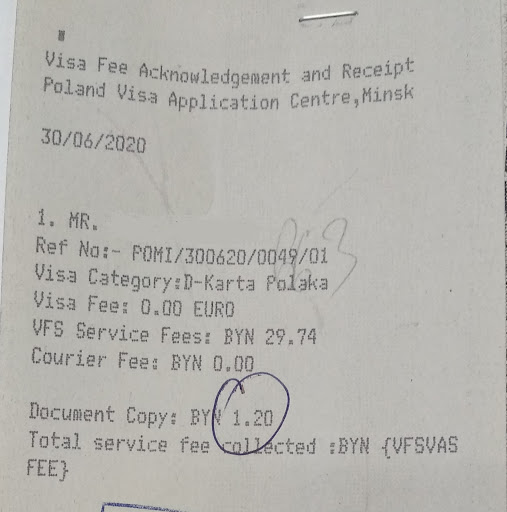 Visa Fee Acknowledgement and Receipt
Poland Visa Application Centre,Minsk
30/06/2020
1. MR.
Ref No:- POMI/300620/0049/01
Visa Category:D-Karta Polaka
Visa Fee: 0.00 EURO
VFS Service Fees: BYN 29.74
Courier Fee: BYN 0.00
Document Copy: BYN 1.20
Total service fee collected :BYN {VFSVAS
FEE}